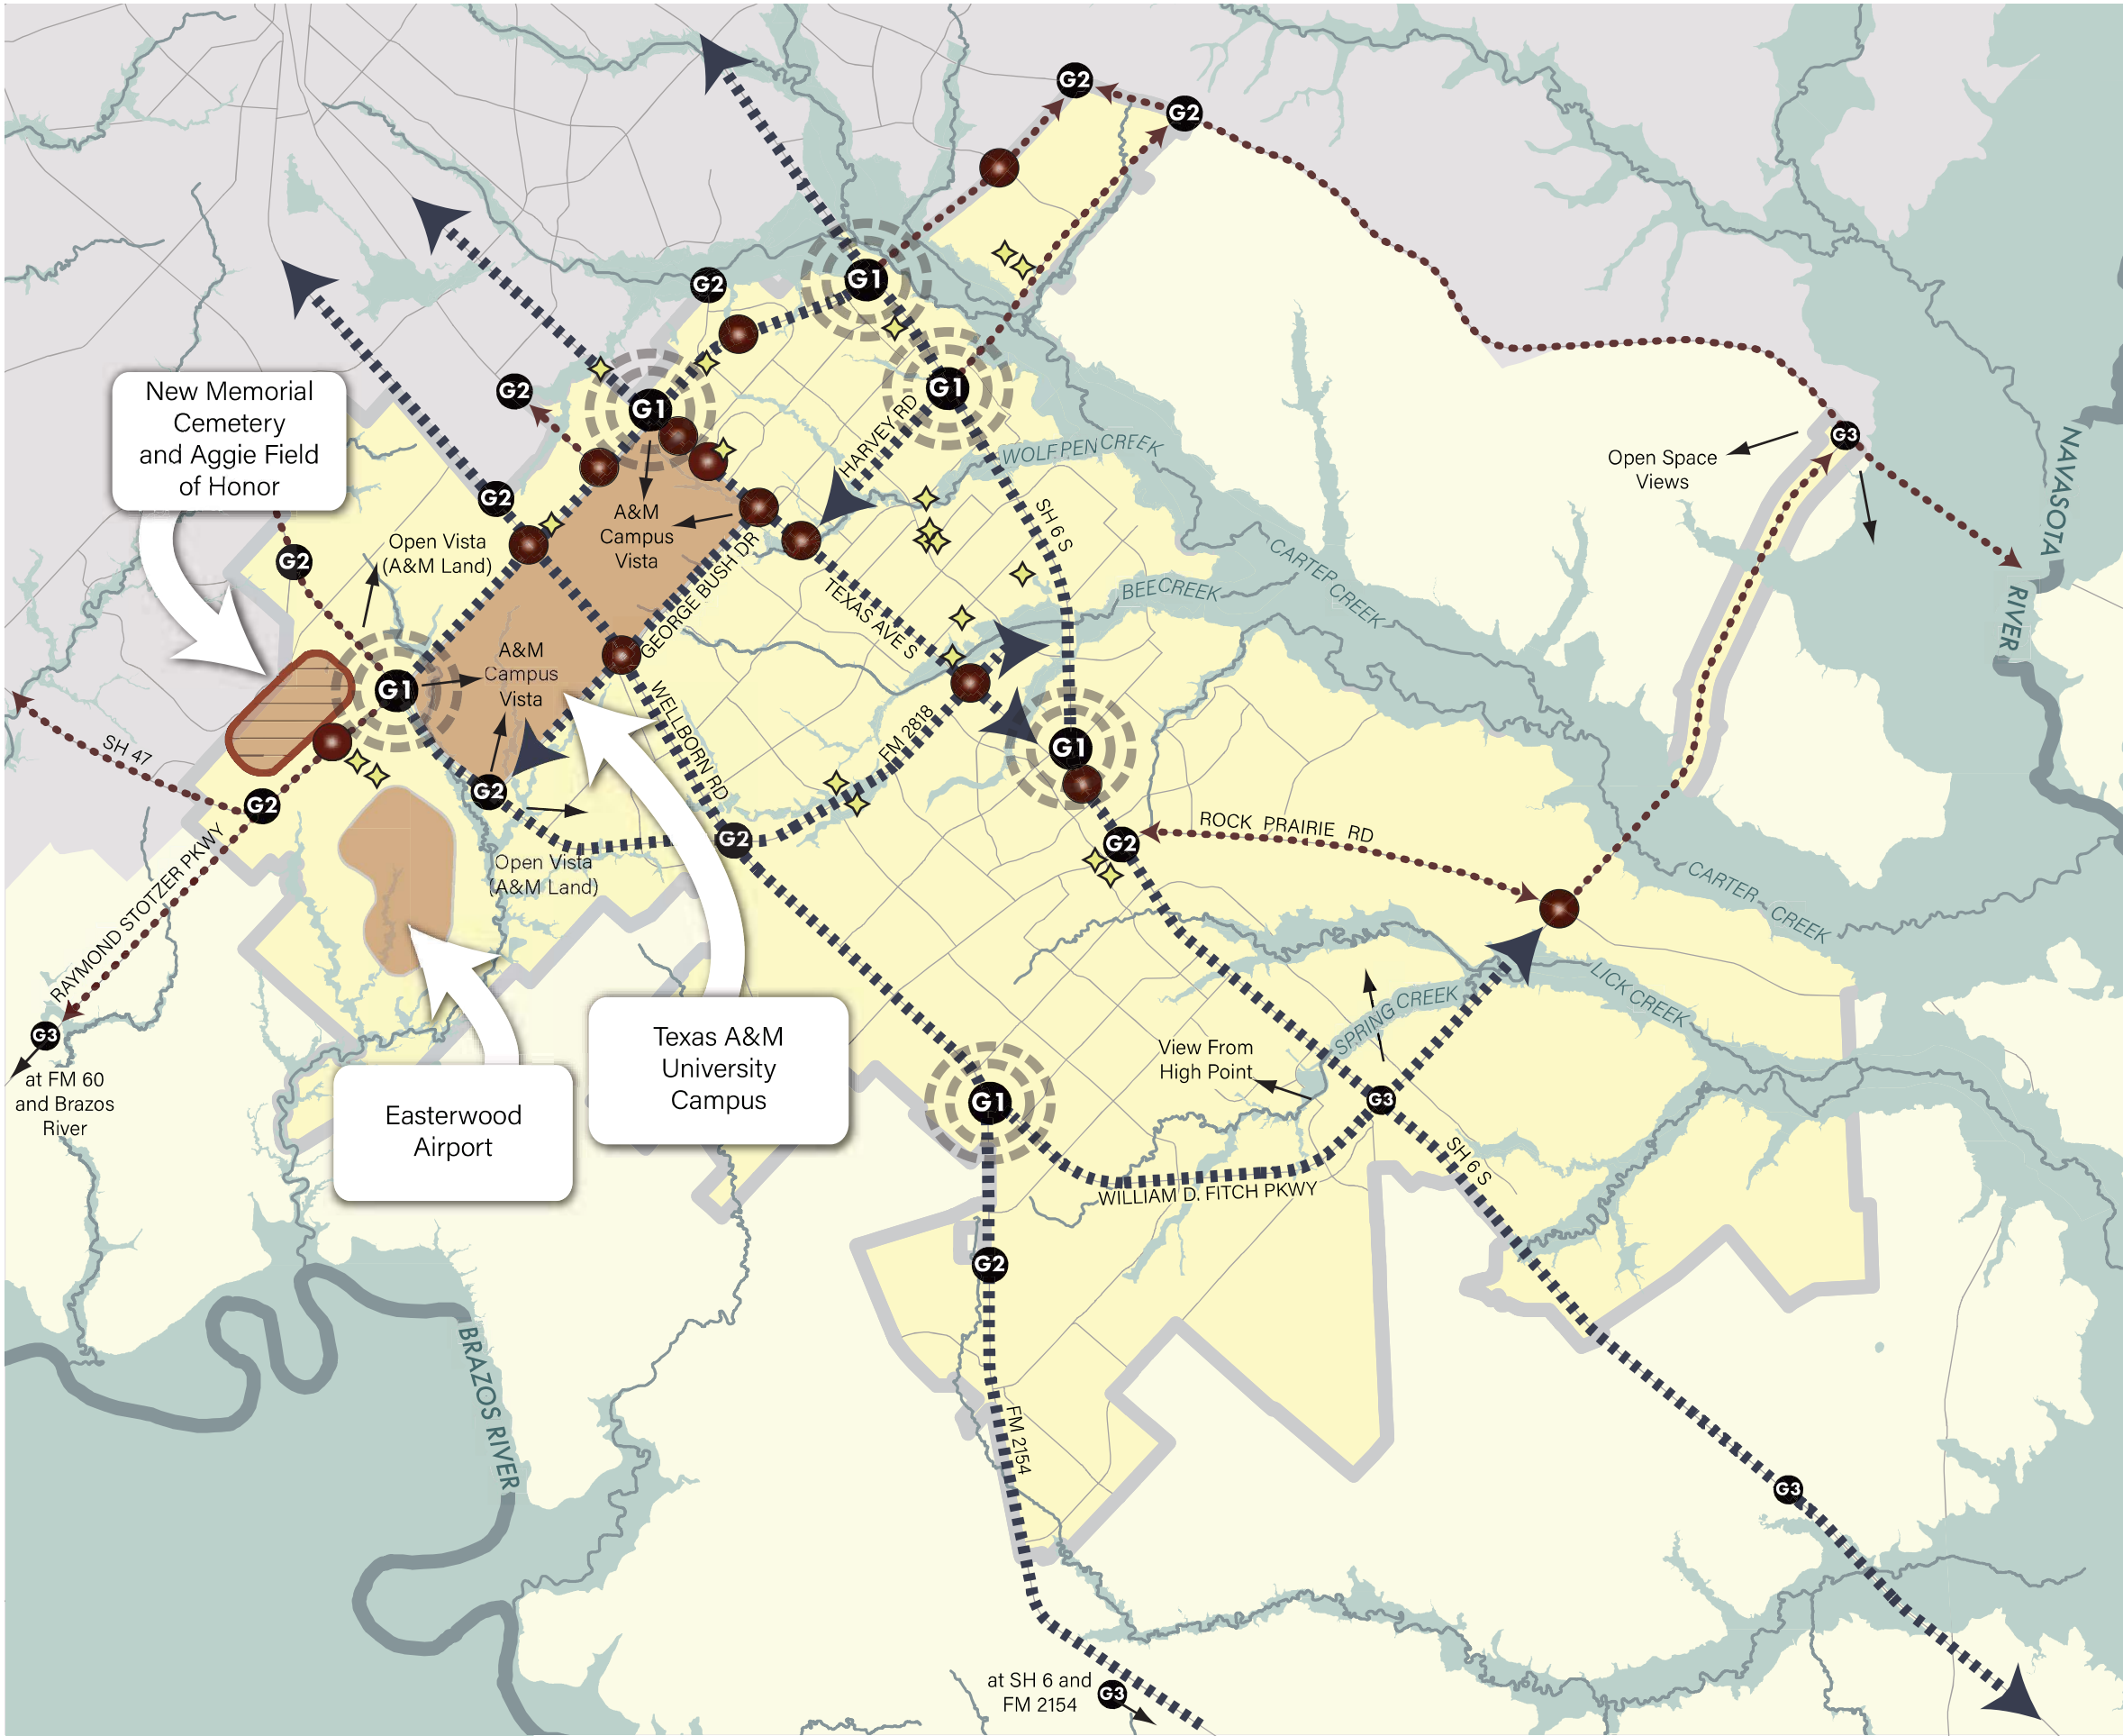 G2
G2
G2
G1
New Memorial
Cemetery
and Aggie Field
of Honor
G2
G1
G1
HARVEY RD
WOLF PEN CREEK
G3
Open Space
Views
NAVASOTA
RIVER
G2
Open Vista
(A&M Land)
A&M
Campus
Vista
SH 6 S
CARTER CREEK
G2
GEORGE BUSH DR
TEXAS AVE S
BEE CREEK
G1
A&M
Campus
Vista
WELLBORN RD
FM 2818
G1
SH 47
G2
G2
G2
G2
ROCK PRAIRIE RD
RAYMOND STOTZER PKWY
Open Vista
(A&M Land)
CARTER CREEK
G3
at FM 60
and Brazos
River
Easterwood
Airport
Texas A&M
University
Campus
LICK CREEK
SPRING CREEK
View From
High Point
G1
G3
SH 6 S
WILLIAM D. FITCH PKWY
G2
BRAZOS RIVER
FM 2154
G3
at SH 6 and
FM 2154
G3